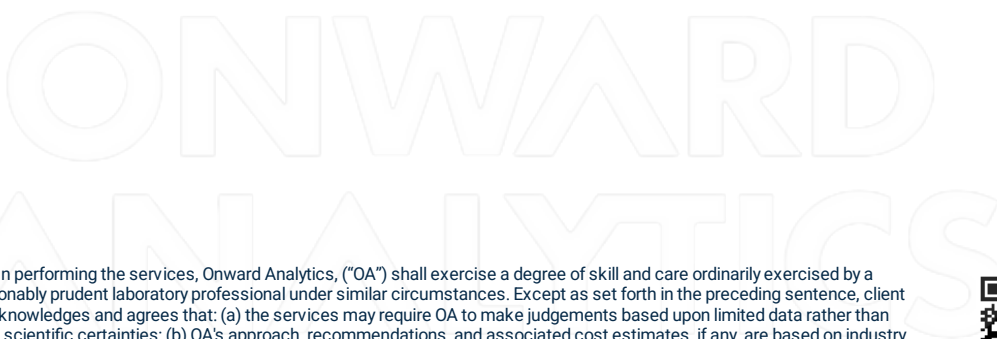 ONWARD
ANALYTICS
n performing the services, Onward Analytics, (“OA”) shall exercise a degree of skill and care ordinarily exercised by a
onably prudent laboratory professional under similar circumstances. Except as set forth in the preceding sentence, client
knowledges and agrees that: (a) the services may require OA to make judgements based upon limited data rather than
scientific certainties; (b) OA's approach, recommendations, and associated cost estimates, if any, are based on industry